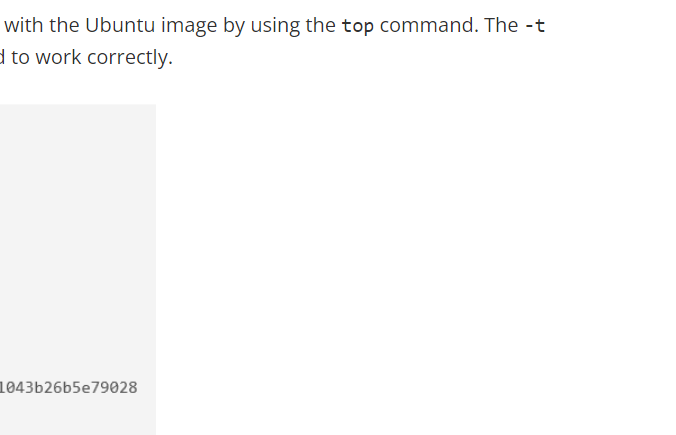 with the Ubuntu image by using the top command. The -t
to work correctly.
1043b26b5e79028